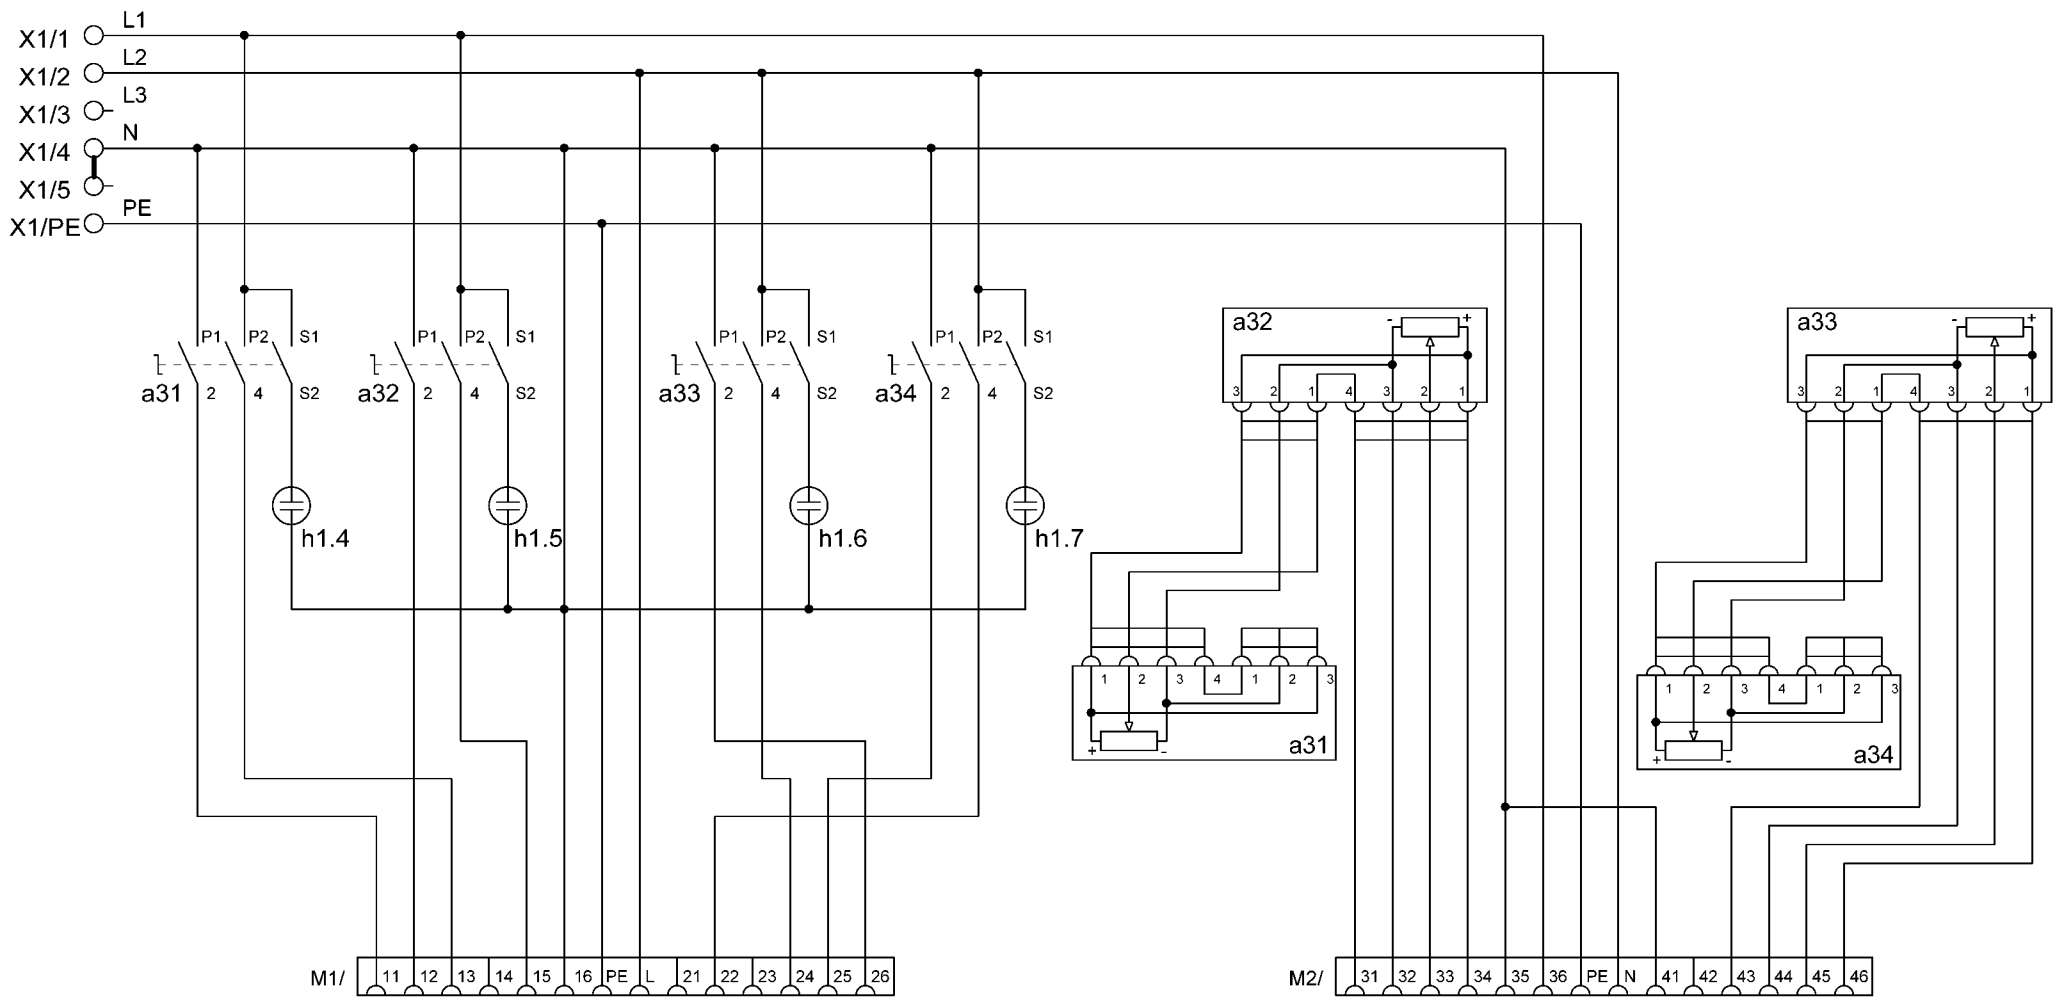 L1
X1/1
L2
X1/2
L3
X1/3
N
X1/4
X1/5
PE
X1/PE
a32 - +
a33 - +
P1 P2 S1 P1 P2 S1 P1 P2 S1 P1 P2 S1
a31 2 4 S2 a32 2 4 S2 a33 2 4 S2 a34 2 4 S2
3 2 1 4 3 2 1
3 2 1 4 3 2 1
h1.4 h1.5 h1.6 h1.7
1 2 3 4 1 2 3
1 2 3 4 1 2 3
+ - a31
+ - a34
M1/ 11 12 13 14 15 16 PE L 21 22 23 24 25 26
M2/ 31 32 33 34 35 36 PE N 41 42 43 44 45 46